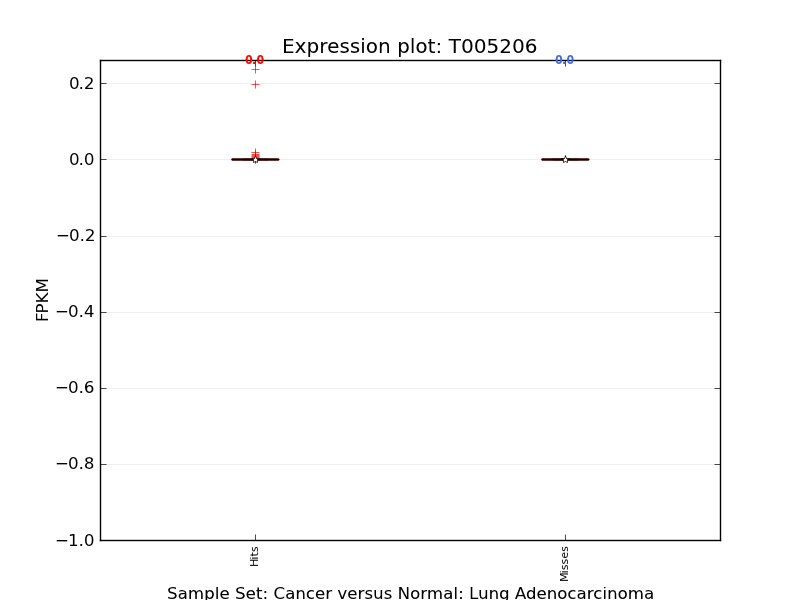 Expression plot: T005206
0.0 0.0
0.2
0.0
−0.2
−0.4
−0.6
−0.8
−1.0
FPKM
Hits
Misses
Sample Set: Cancer versus Normal: Lung Adenocarcinoma